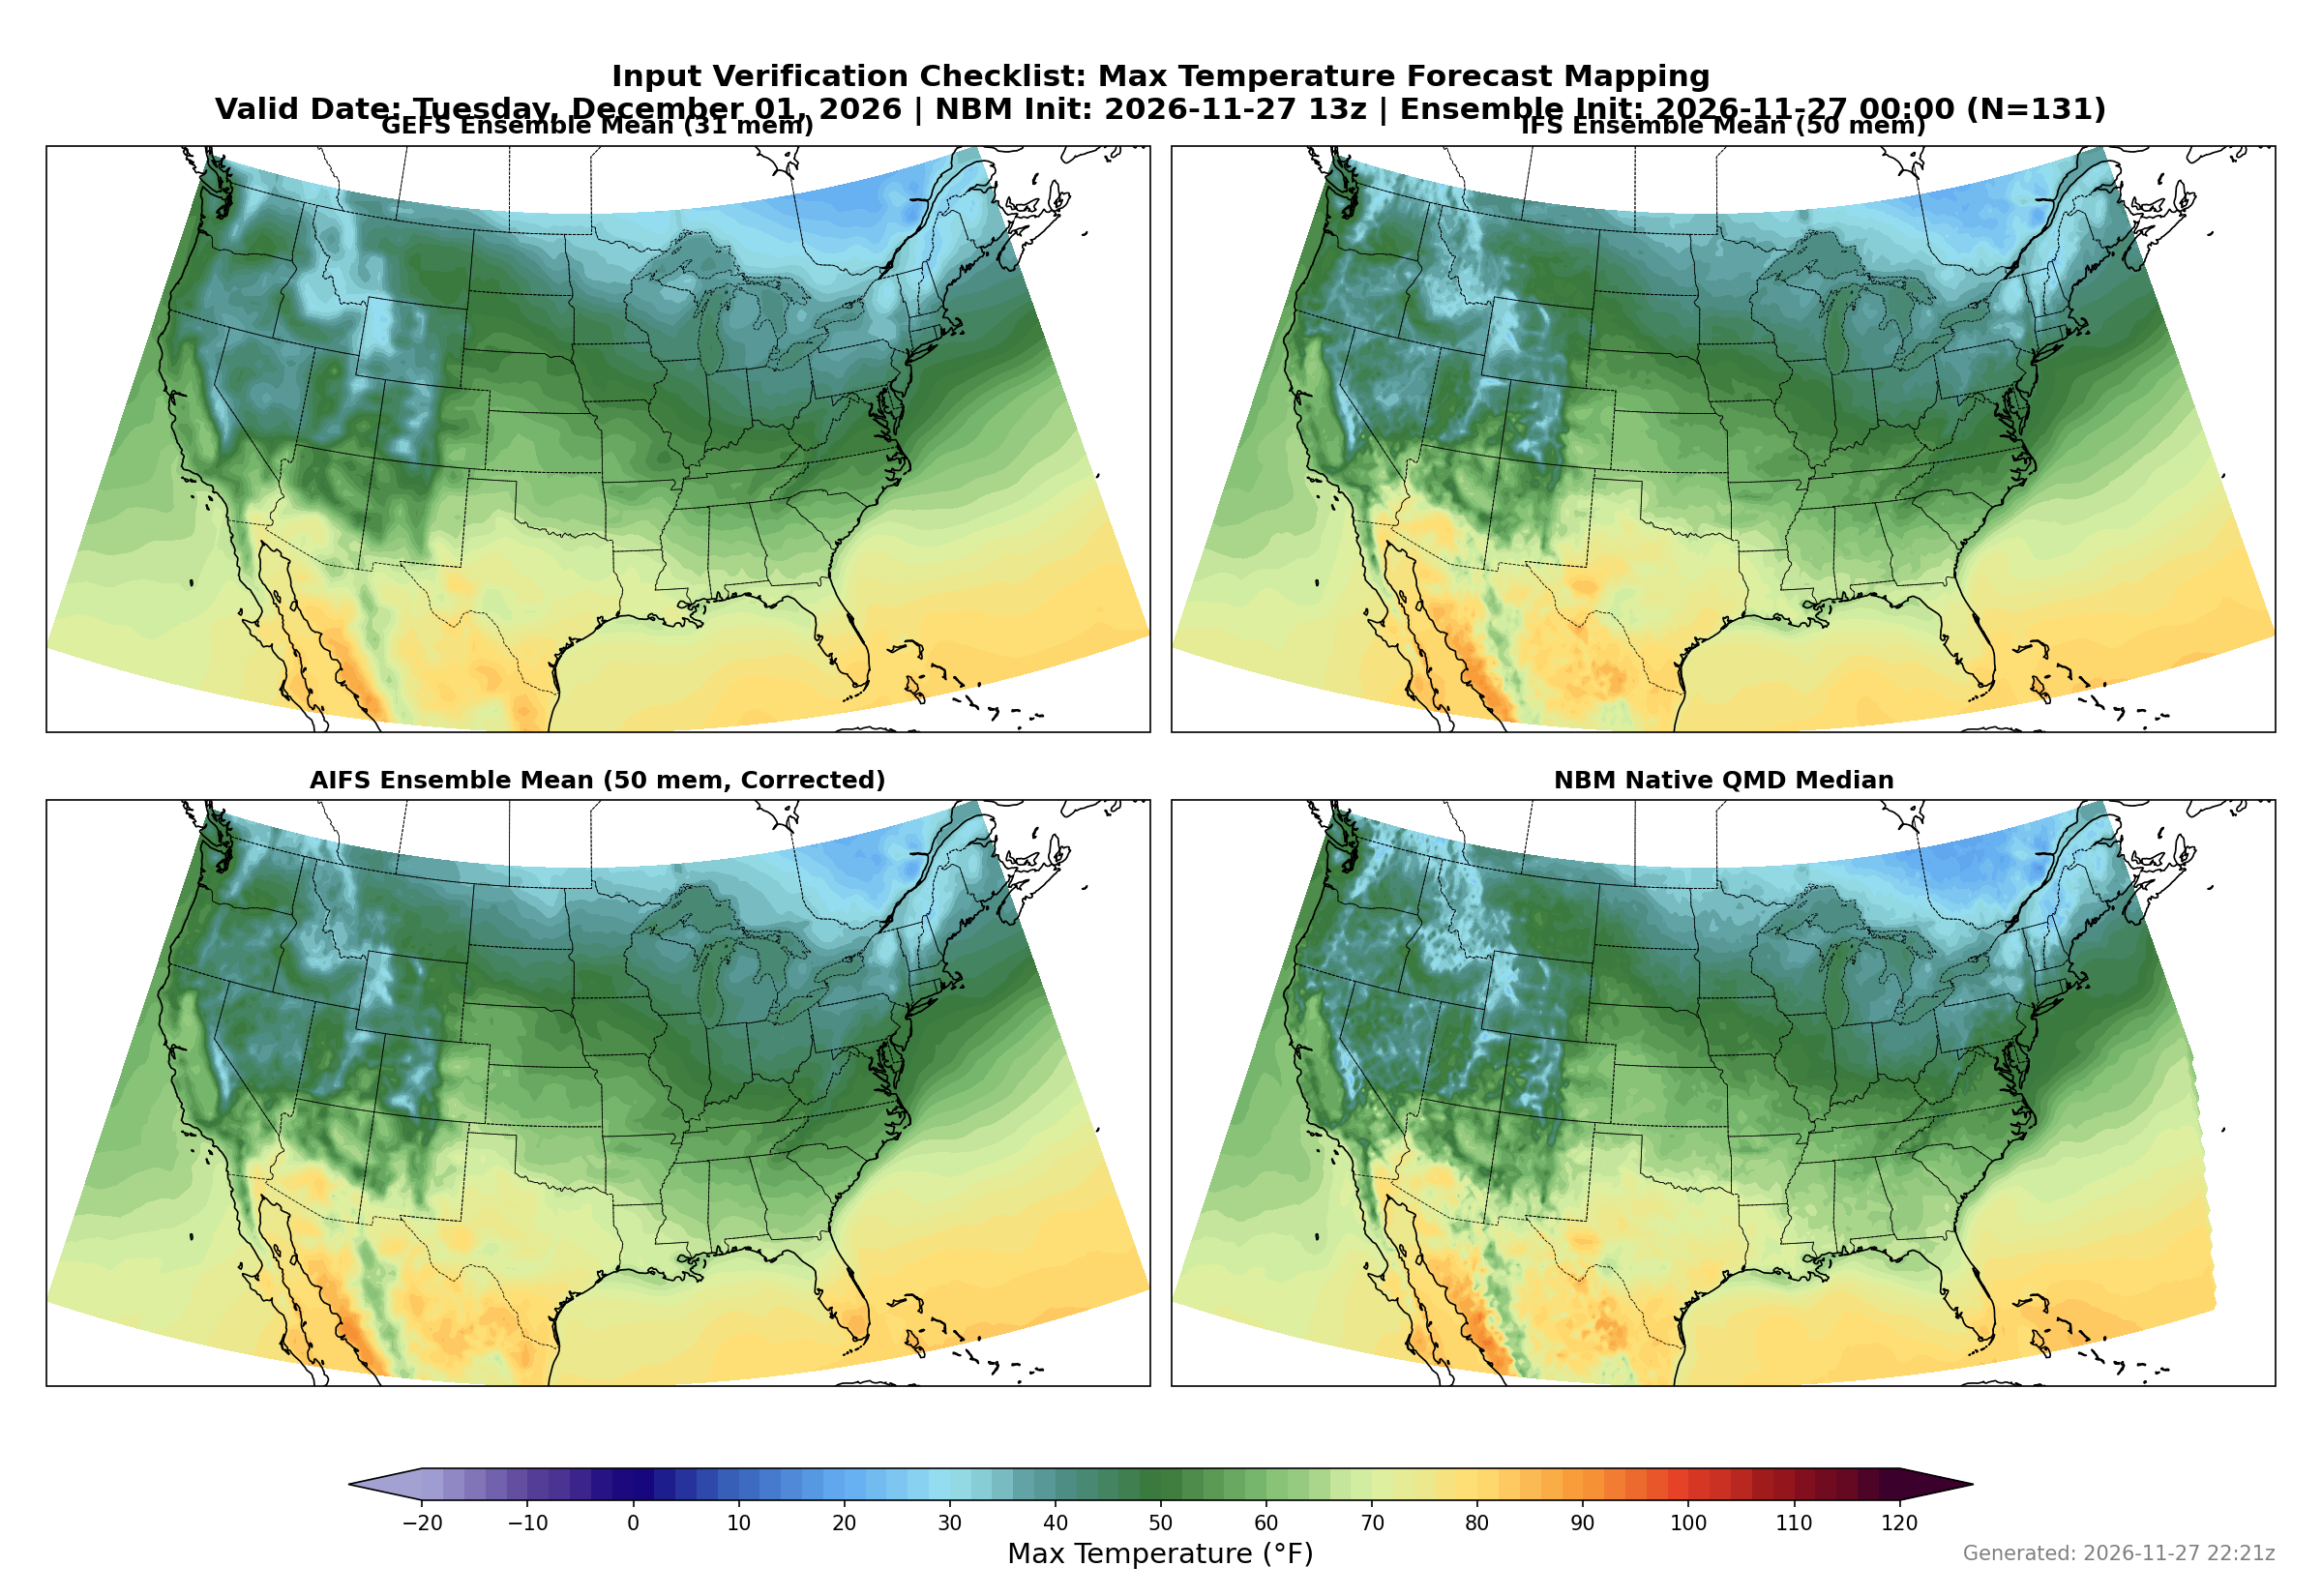 Input Verification Checklist: Max Temperature Forecast Mapping
Valid Date: Tuesday, December 01, 2026 | NBM Init: 2026-11-27 13z | Ensemble Init: 2026-11-27 00:00 (N=131)
GEFS Ensemble Mean (31 mem)
IFS Ensemble Mean (50 mem)
AIFS Ensemble Mean (50 mem, Corrected)
NBM Native QMD Median
−20 −10 0 10 20 30 40 50 60 70 80 90 100 110 120
Max Temperature (°F)
Generated: 2026-11-27 22:21z